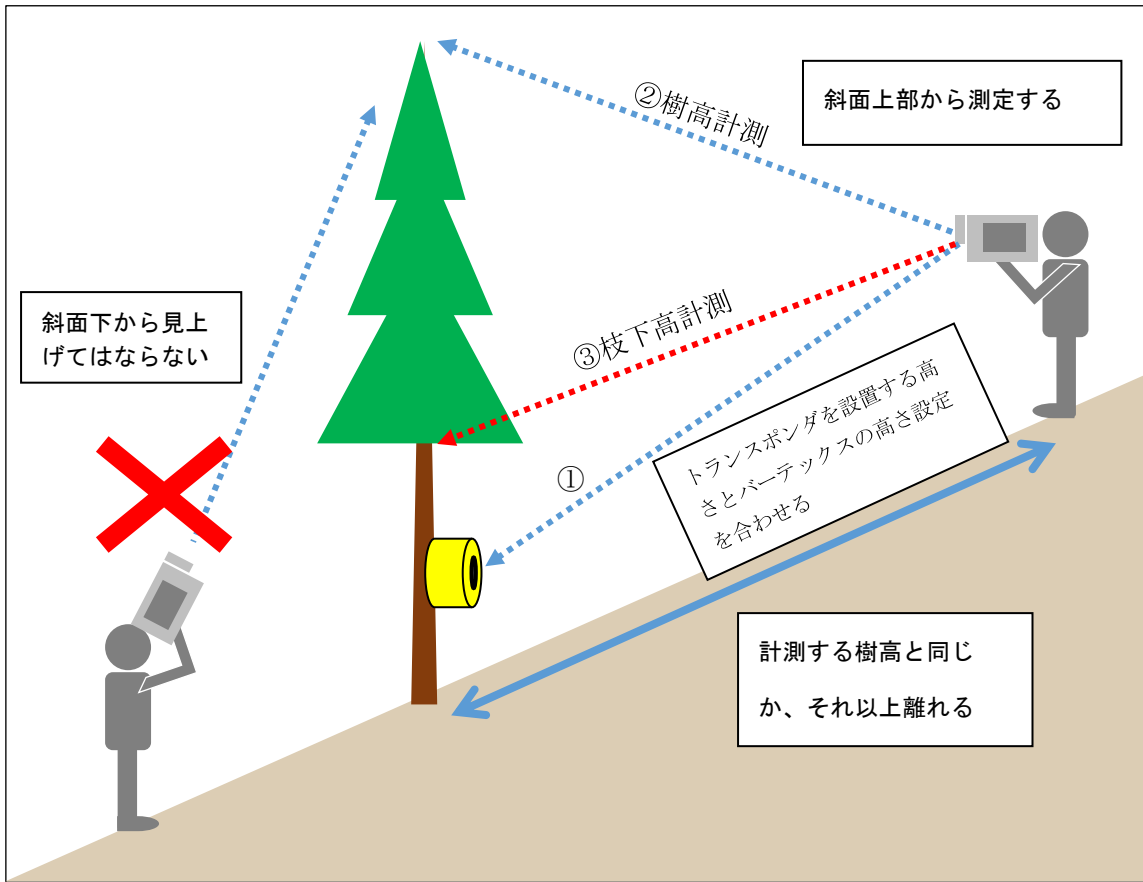 ②樹高計測
斜面上部から測定する
斜面下から見上
げてはならない
③枝下高計測
①
トランスポンダを設置する高
さとバーテックスの高さ設定
を合わせる
計測する樹高と同じ
か、それ以上離れる